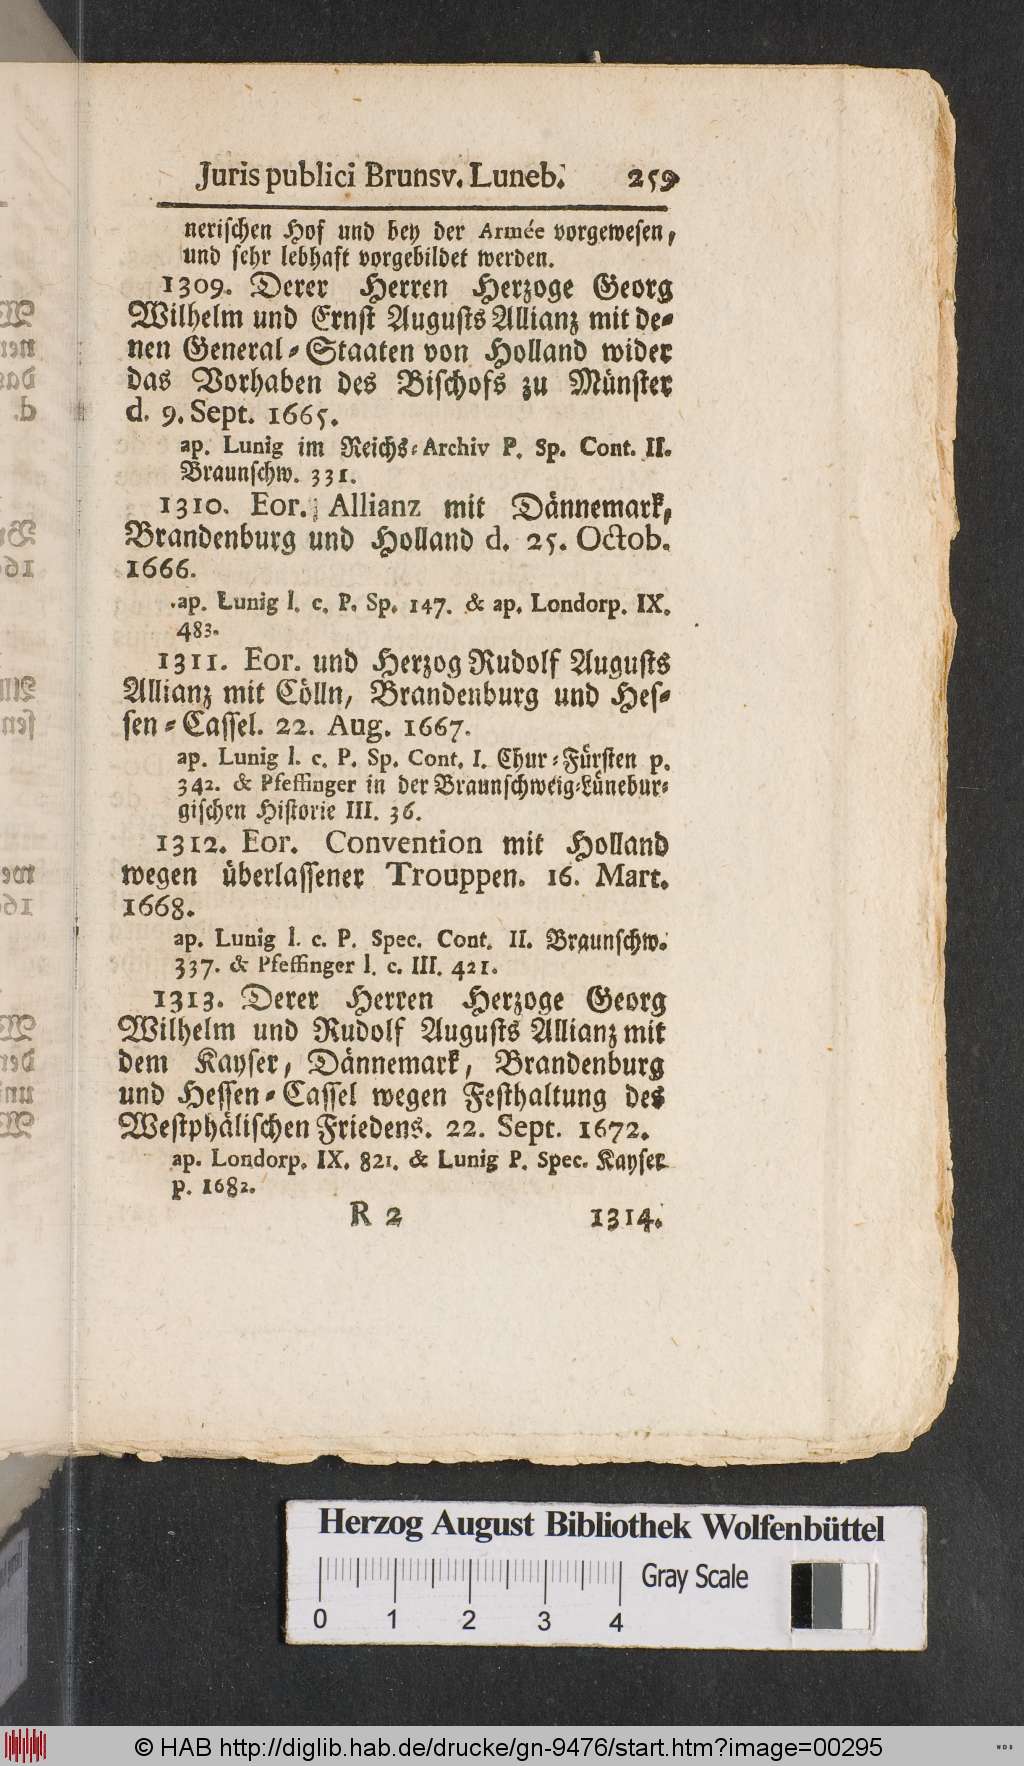 Juris publici Brunsv. Luneb. 259
nerischen Hof und bey der Armée vorgewesen,
und sehr lebhaft vorgebildet werden.
1309. Derer Herren Herzoge Georg
Wilhelm und Ernst Augusts Allianz mit de-
nen General-Staaten von Holland wider
das Vorhaben des Bischofs zu Münster
d. 9. Sept. 1665.
ap. Lunig im Reichs-Archiv P. Sp. Cont. II.
Braunschw. 331.
1310. Eor. Allianz mit Dännemark,
Brandenburg und Holland d. 25. Octob.
1666.
ap. Lunig l. c. P. Sp. 147. & ap. Londorp. IX.
483.
1311. Eor. und Herzog Rudolf Augusts
Allianz mit Cölln, Brandenburg und Hes-
sen-Cassel. 22. Aug. 1667.
ap. Lunig l. c. P. Sp. Cont. I. Chur-Fürsten p.
342. & Pfeffinger in der Braunschweig-Lünebur-
gischen Historie III. 36.
1312. Eor. Convention mit Holland
wegen überlassener Trouppen. 16. Mart.
1668.
ap. Lunig l. c. P. Spec. Cont. II. Braunschw.
337. & Pfeffinger l. c. III. 421.
1313. Derer Herren Herzoge Georg
Wilhelm und Rudolf Augusts Allianz mit
dem Kayser, Dännemark, Brandenburg
und Hessen-Cassel wegen Festhaltung des
Westphälischen Friedens. 22. Sept. 1672.
ap. Londorp. IX. 821. & Lunig P. Spec. Kayser
p. 1682.
R 2 1314.
Herzog August Bibliothek Wolfenbüttel
Gray Scale
0 1 2 3 4
© HAB http://diglib.hab.de/drucke/gn-9476/start.htm?image=00295